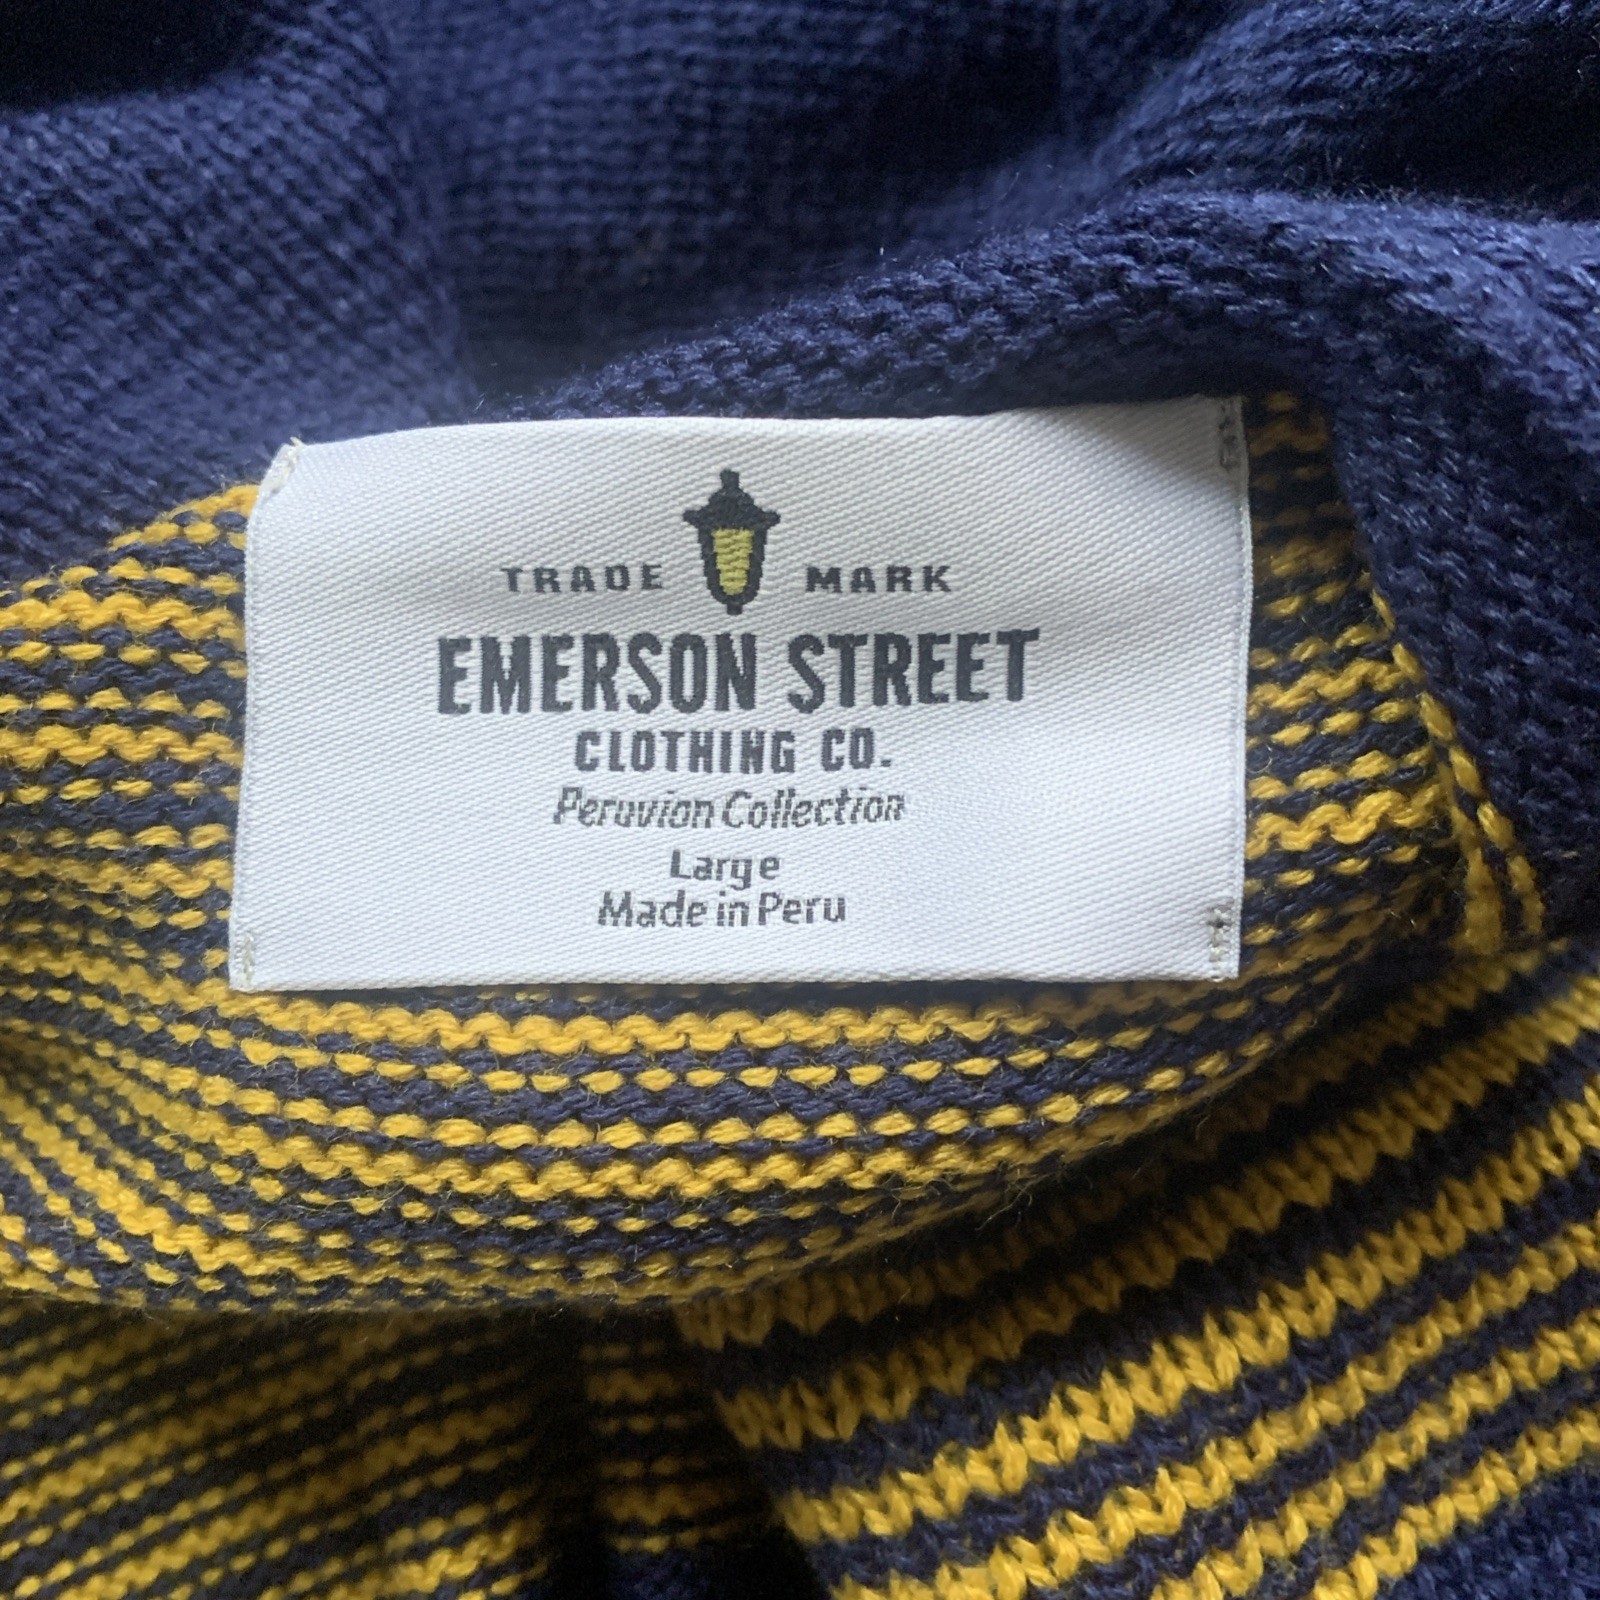 TRADE MARK
EMERSON STREET
CLOTHING CO.
Peruvian Collection
Large
Made in Peru